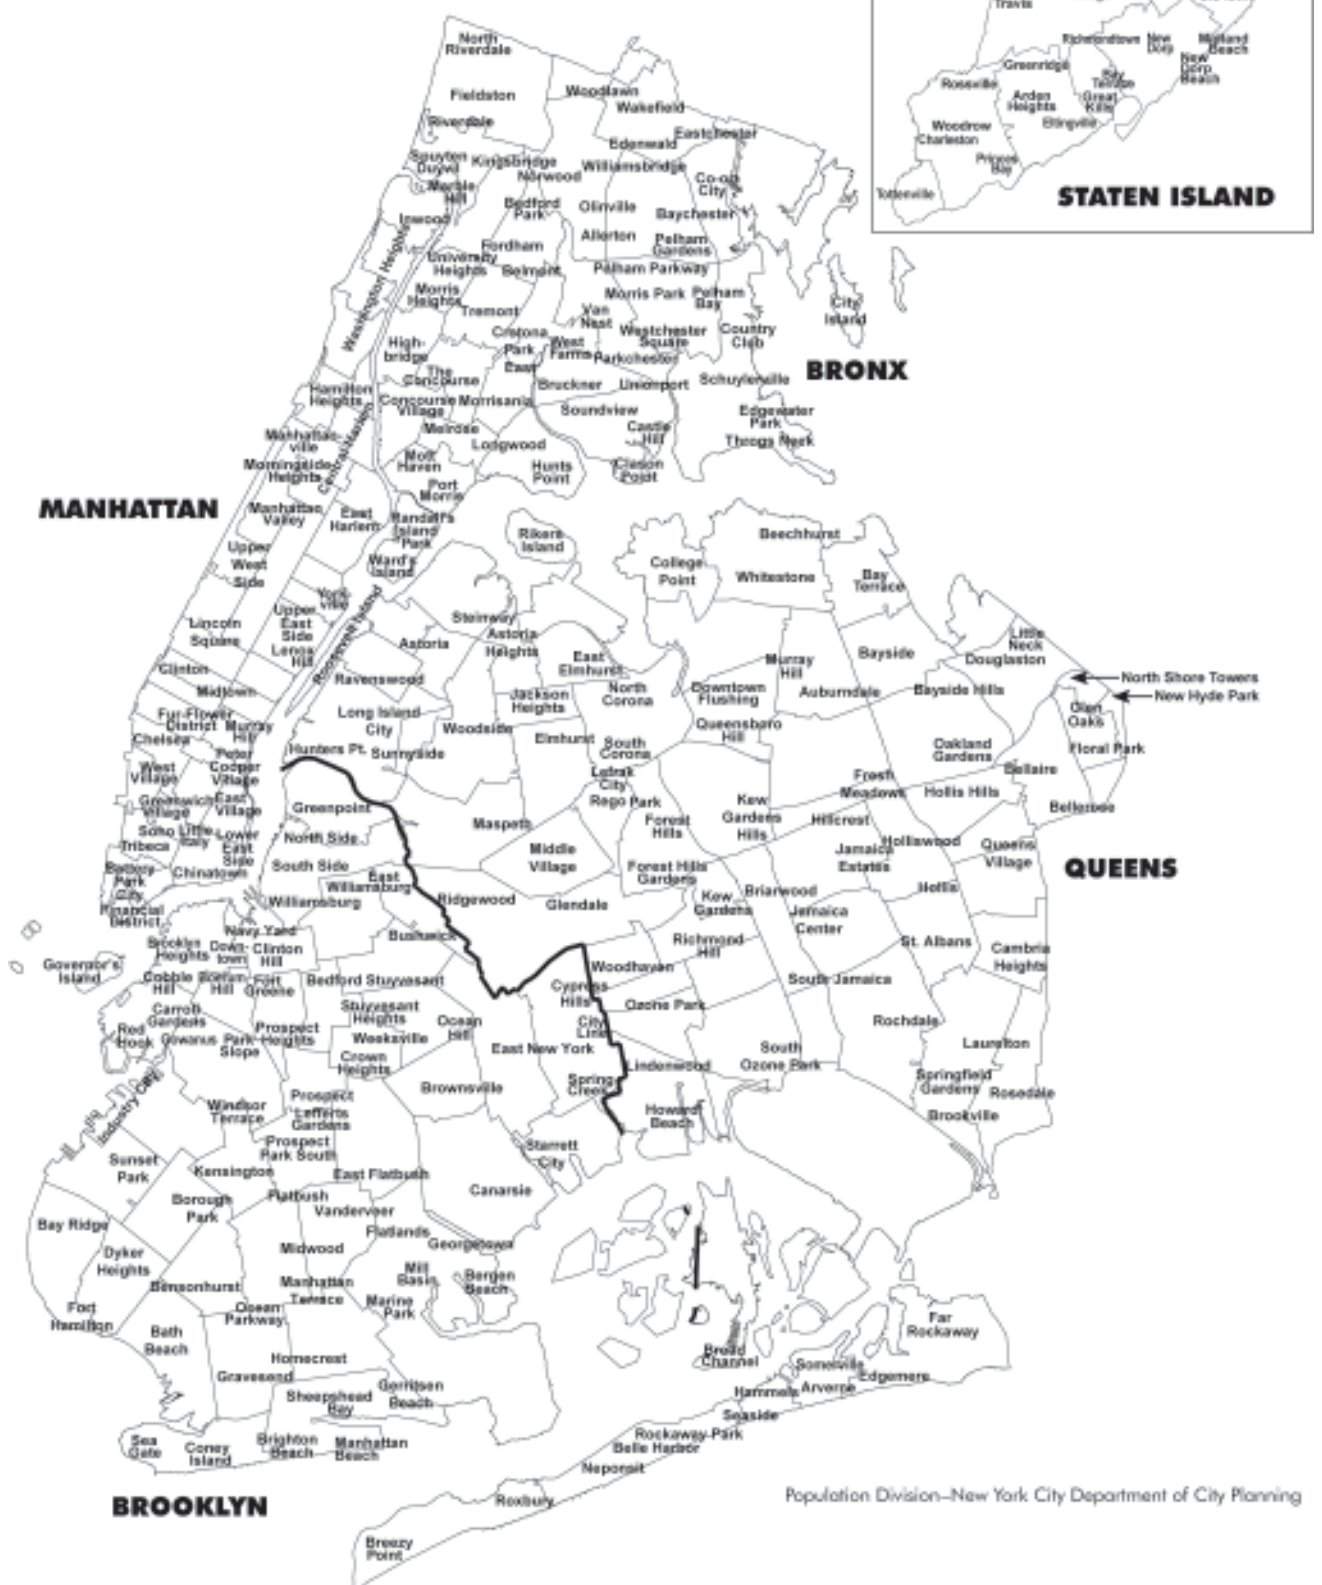 Travis
Richmondtown
New
Dorp
Midland
Beach
Greenridge
New
Dorp
Beach
Rossville
Bay
Terrace
Arden
Heights
Great
Kills
Eltingville
Woodrow
Charleston
Princes
Bay
Tottenville
STATEN ISLAND
North
Riverdale
Fieldston
Riverdale
Woodlawn
Wakefield
Eastchester
Edenwald
Spuyten
Duyvil
Kingsbridge
Norwood
Williamsbridge
Co-op
City
Marble
Hill
Bedford
Park
Olinville
Baychester
Inwood
Allerton
Pelham
Gardens
Fordham
University
Heights
Belmont
Pelham Parkway
Washington Heights
Morris
Heights
Morris Park
Pelham
Bay
City
Island
Tremont
Van
Nest
High-
bridge
Crotona
Park
East
West
Farms
Westchester
Square
Country
Club
Parkchester
BRONX
The
Concourse
Bruckner
Unionport
Schuylerville
Hamilton
Heights
Concourse
Village
Morrisania
Soundview
Edgewater
Park
Melrose
Castle
Hill
Throgs Neck
Manhattan-
ville
Central Harlem
Longwood
Morningside
Heights
Mott
Haven
Hunts
Point
Clason
Point
Port
Morris
MANHATTAN
Manhattan
Valley
East
Harlem
Randall's
Island
Park
Rikers
Island
Beechhurst
Upper
West
Side
Ward's
Island
College
Point
Whitestone
Bay
Terrace
York-
ville
Upper
East
Side
Roosevelt Island
Steinway
Lincoln
Square
Lenox
Hill
Astoria
Astoria
Heights
Little
Neck
Douglaston
East
Elmhurst
Murray
Hill
Bayside
Clinton
Ravenswood
North Shore Towers
New Hyde Park
Midtown
Jackson
Heights
North
Corona
Downtown
Flushing
Auburndale
Bayside Hills
Glen
Oaks
Fur-Flower
District
Murray
Hill
Chelsea
Long Island
City
Woodside
Elmhurst
South
Corona
Queensboro
Hill
Oakland
Gardens
Floral Park
Hunters Pt.
Sunnyside
West
Village
Peter
Cooper
Village
Lefrak
City
Fresh
Meadows
Bellaire
Hollis Hills
Greenwich
Village
East
Village
Greenpoint
Rego Park
Kew
Gardens
Hills
Bellerose
Soho
Little
Italy
Lower
East
Side
North Side
Maspeth
Forest
Hills
Hillcrest
Tribeca
Middle
Village
Jamaica
Estates
Holliswood
Queens
Village
QUEENS
Battery
Park
City
Chinatown
South Side
East
Williamsburg
Forest Hills
Gardens
Briarwood
Hollis
Financial
District
Williamsburg
Ridgewood
Glendale
Kew
Gardens
Jamaica
Center
Navy Yard
Bushwick
Richmond
Hill
St. Albans
Cambria
Heights
Brooklyn
Heights
Down-
town
Clinton
Hill
Governor's
Island
Woodhaven
Cobble
Hill
Boerum
Hill
Fort
Greene
Bedford Stuyvesant
Cypress
Hills
South Jamaica
Carroll
Gardens
Stuyvesant
Heights
Ozone Park
Red
Hook
Gowanus
Park
Slope
Prospect
Heights
Weeksville
Ocean
Hill
City
Line
Rochdale
Laurelton
Crown
Heights
East New York
South
Ozone Park
Lindenwood
Industry City
Brownsville
Spring
Creek
Springfield
Gardens
Rosedale
Windsor
Terrace
Prospect
Lefferts
Gardens
Howard
Beach
Brookville
Prospect
Park South
Sunset
Park
Kensington
East Flatbush
Starrett
City
Borough
Park
Flatbush
Vanderveer
Canarsie
Bay Ridge
Flatlands
Georgetown
Dyker
Heights
Midwood
Bensonhurst
Manhattan
Terrace
Mill
Basin
Bergen
Beach
Fort
Hamilton
Ocean
Parkway
Marine
Park
Far
Rockaway
Bath
Beach
Broad
Channel
Homecrest
Somerville
Gravesend
Edgemere
Sheepshead
Bay
Gerritsen
Beach
Hammels
Arverne
Seaside
Sea
Gate
Coney
Island
Brighton
Beach
Manhattan
Beach
Rockaway Park
Belle Harbor
Neponsit
BROOKLYN
Roxbury
Breezy
Point
Population Division–New York City Department of City Planning